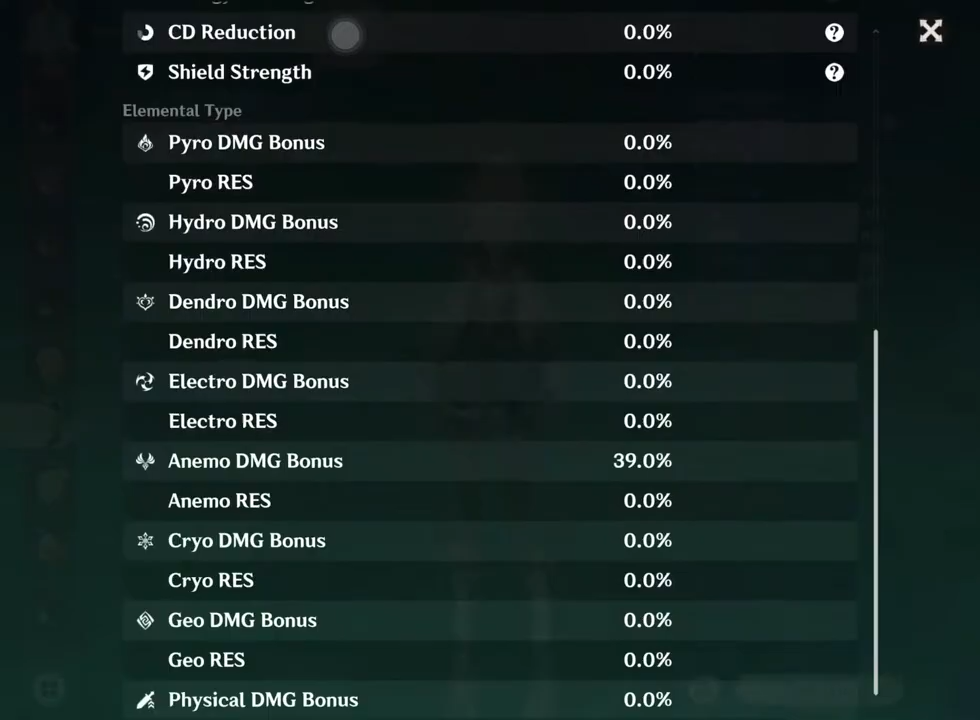 CD Reduction 0.0% ?
Shield Strength 0.0% ?
Elemental Type
Pyro DMG Bonus 0.0%
Pyro RES 0.0%
Hydro DMG Bonus 0.0%
Hydro RES 0.0%
Dendro DMG Bonus 0.0%
Dendro RES 0.0%
Electro DMG Bonus 0.0%
Electro RES 0.0%
Anemo DMG Bonus 39.0%
Anemo RES 0.0%
Cryo DMG Bonus 0.0%
Cryo RES 0.0%
Geo DMG Bonus 0.0%
Geo RES 0.0%
Physical DMG Bonus 0.0%